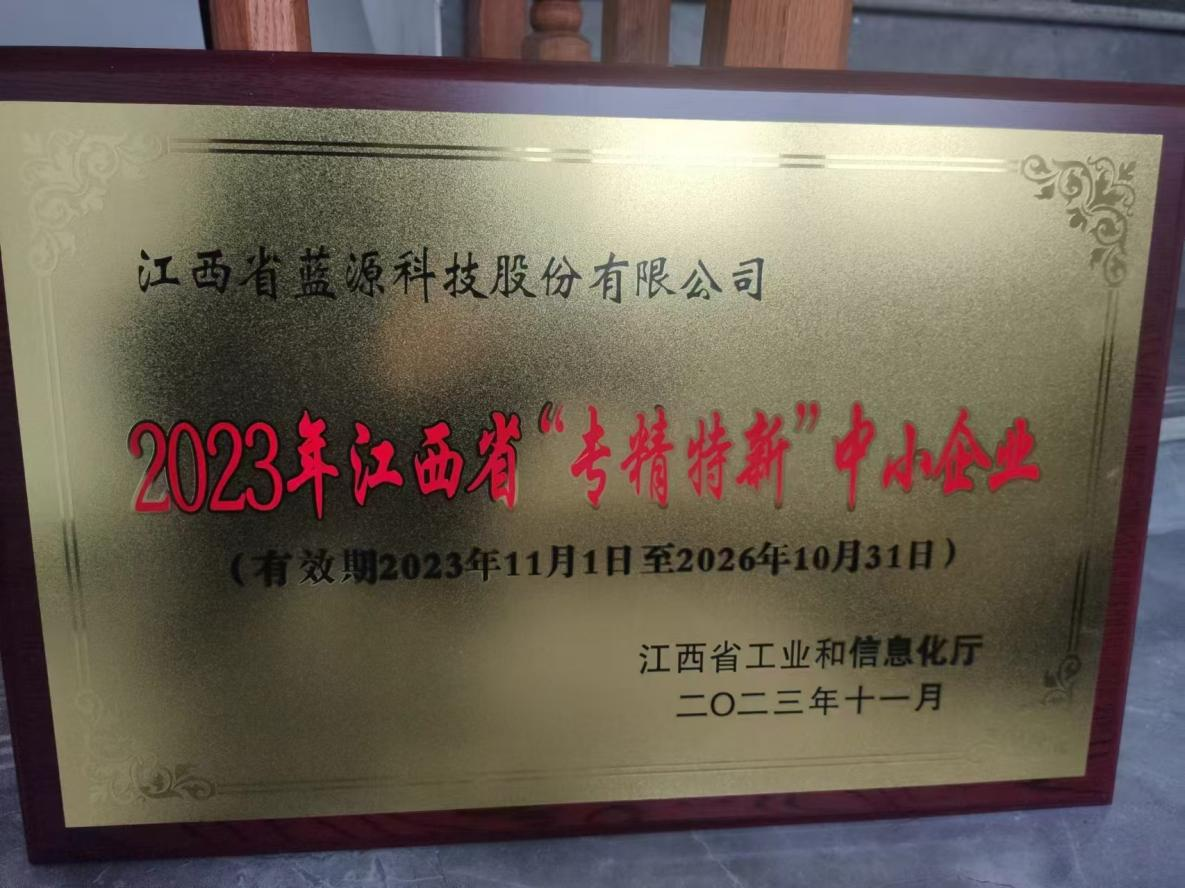 江西省蓝源科技股份有限公司
2023年江西省“专精特新”中小企业
（有效期2023年11月1日至2026年10月31日）
江西省工业和信息化厅
二〇二三年十一月